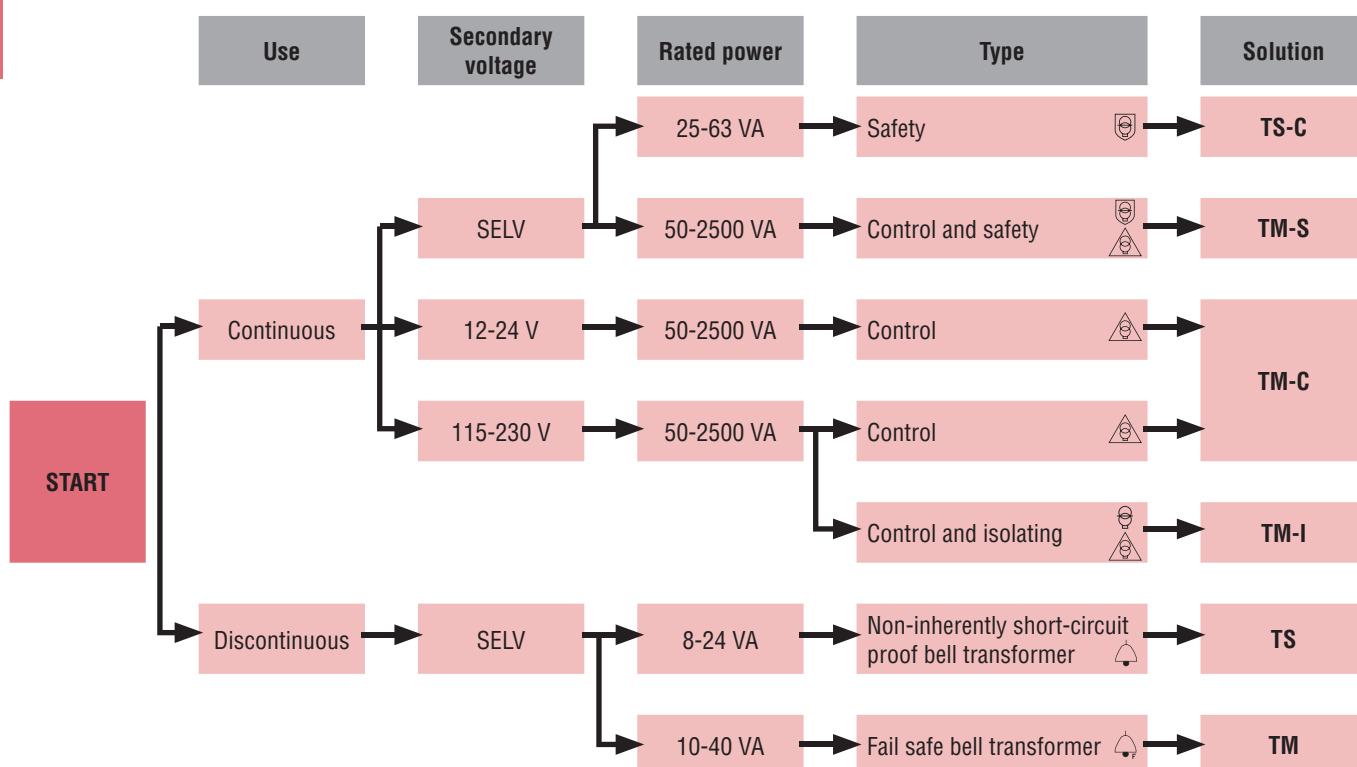 Use
Secondary
voltage
Rated power
Type
Solution
25-63 VA
Safety
TS-C
SELV
50-2500 VA
Control and safety
TM-S
Continuous
12-24 V
50-2500 VA
Control
TM-C
115-230 V
50-2500 VA
Control
START
Control and isolating
TM-I
Discontinuous
SELV
8-24 VA
Non-inherently short-circuit
proof bell transformer
TS
10-40 VA
Fail safe bell transformer
F
TM